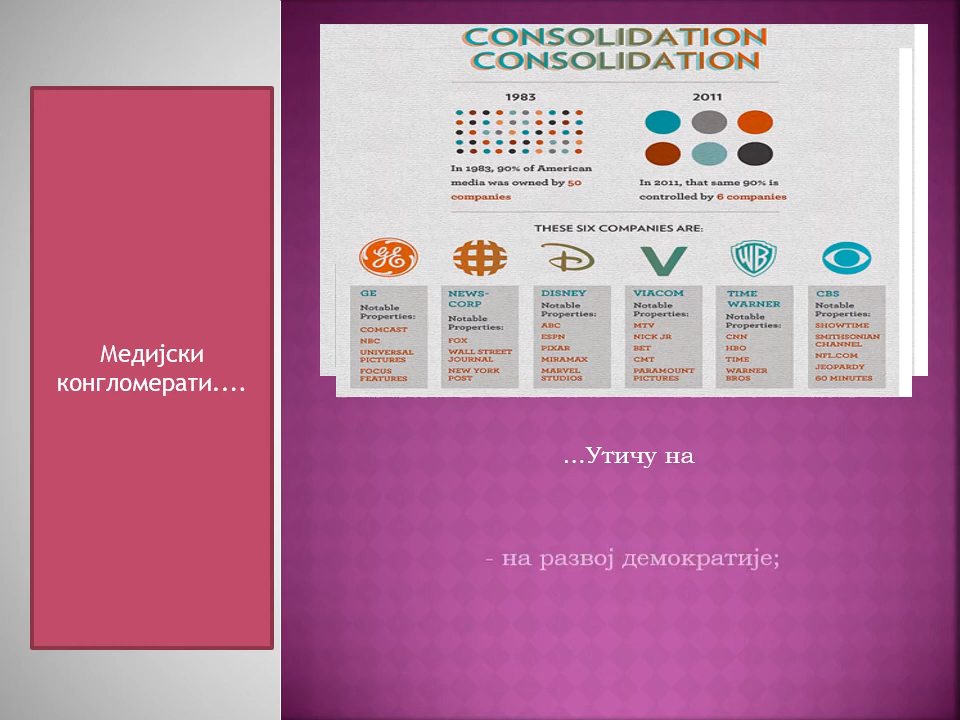 Медијски
конгломерати....
CONSOLIDATION
CONSOLIDATION
1983
In 1983, 90% of American
media was owned by 50
companies
2011
In 2011, that same 90% is
controlled by 6 companies
THESE SIX COMPANIES ARE:
GE
WB
GE
Notable
Properties:
COMCAST
NBC
UNIVERSAL
PICTURES
FOCUS
FEATURES
NEWS-
CORP
Notable
Properties:
FOX
WALL STREET
JOURNAL
NEW YORK
POST
DISNEY
Notable
Properties:
ABC
ESPN
PIXAR
MIRAMAX
MARVEL
STUDIOS
VIACOM
Notable
Properties:
MTV
NICK JR
BET
CMT
PARAMOUNT
PICTURES
TIME
WARNER
Notable
Properties:
CNN
HBO
TIME
WARNER
BROS
CBS
Notable
Properties:
SHOWTIME
SMITHSONIAN
CHANNEL
NFL.COM
JEOPARDY
60 MINUTES
...Утичу на
- на развој демократије;